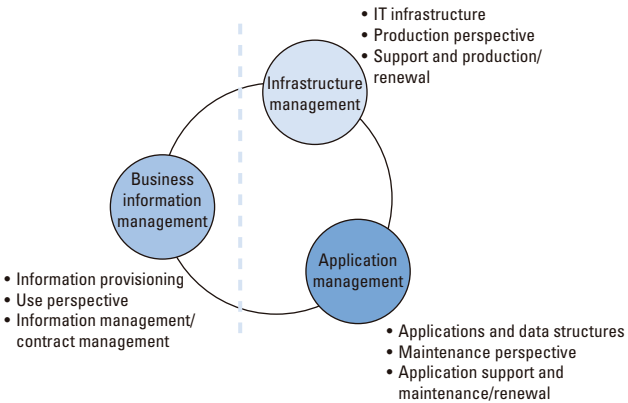 • IT infrastructure
• Production perspective
• Support and production/
renewal
Infrastructure
management
Business
information
management
Application
management
• Information provisioning
• Use perspective
• Information management/
contract management
• Applications and data structures
• Maintenance perspective
• Application support and
maintenance/renewal